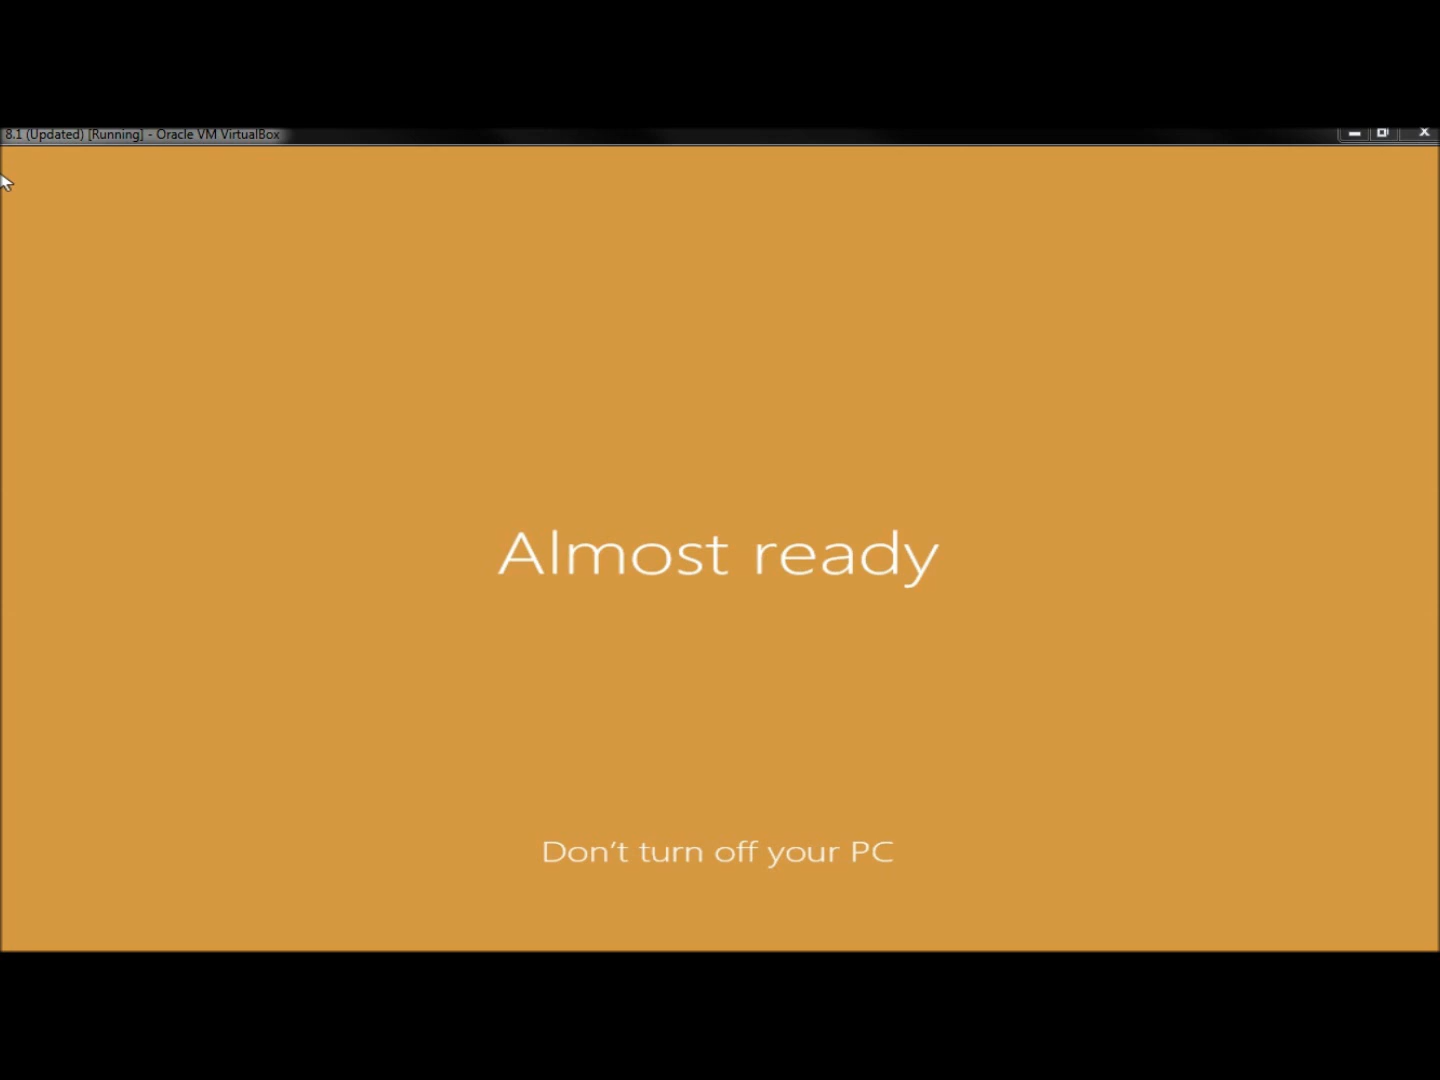 8.1 (Updated) [Running] - Oracle VM VirtualBox
Almost ready
Don't turn off your PC